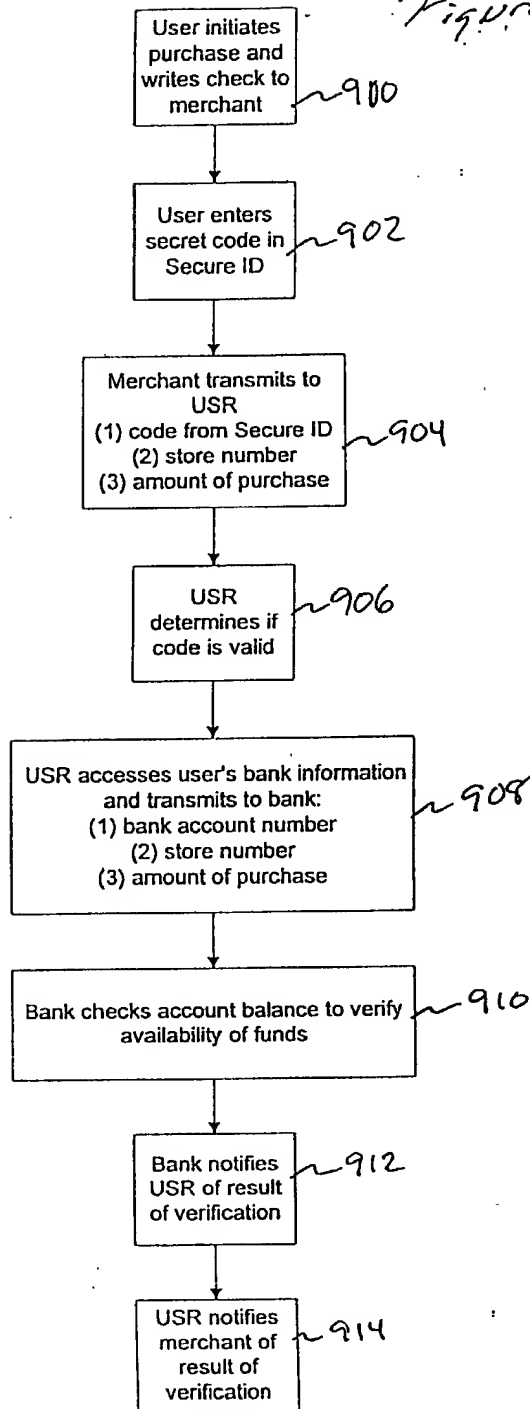 Figur
User initiates
purchase and
writes check to
merchant
900
User enters
secret code in
Secure ID
902
Merchant transmits to
USR
(1) code from Secure ID
(2) store number
(3) amount of purchase
904
USR
determines if
code is valid
906
USR accesses user's bank information
and transmits to bank:
(1) bank account number
(2) store number
(3) amount of purchase
908
Bank checks account balance to verify
availability of funds
910
Bank notifies
USR of result
of verification
912
USR notifies
merchant of
result of
verification
914